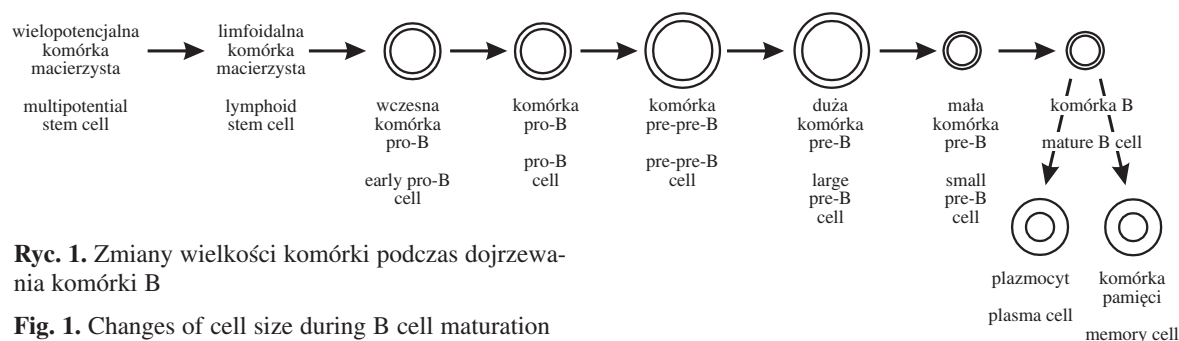 wielopotencjalna
komórka
macierzysta
multipotential
stem cell
limfoidalna
komórka
macierzysta
lymphoid
stem cell
wczesna
komórka
pro-B
early pro-B
cell
komórka
pro-B
pro-B
cell
komórka
pre-pre-B
pre-pre-B
cell
duża
komórka
pre-B
large
pre-B
cell
mała
komórka
pre-B
small
pre-B
cell
komórka B
mature B cell
plazmocyt
plasma cell
komórka
pamięci
memory cell
Ryc. 1. Zmiany wielkości komórki podczas dojrzewa-
nia komórki B
Fig. 1. Changes of cell size during B cell maturation